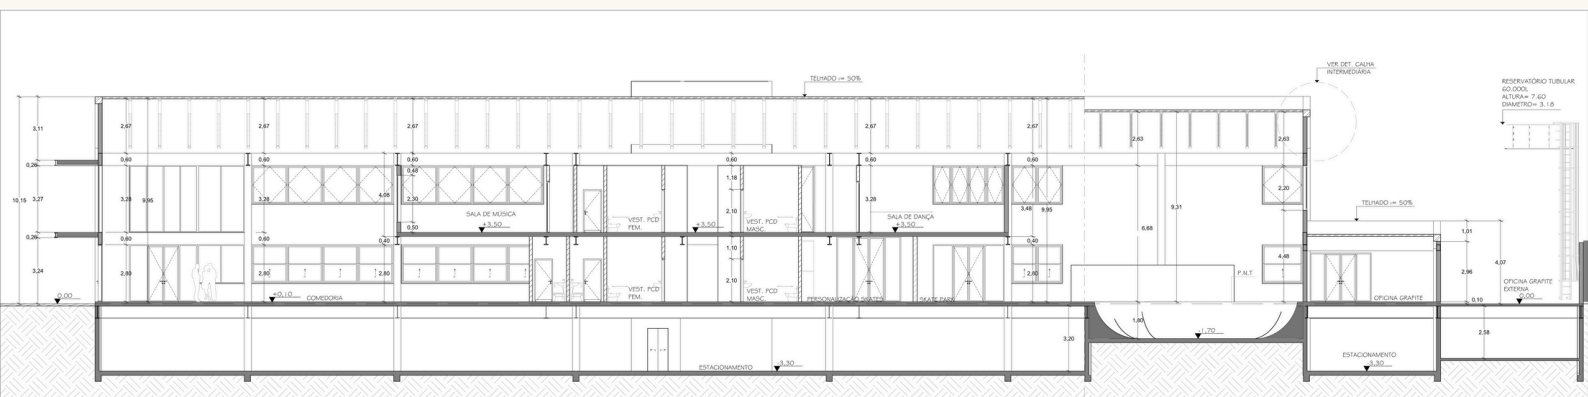 TELHADO i= 50%
VER DET. CALHA
INTERMEDIÁRIA
RESERVATÓRIO TUBULAR
60.000L
ALTURA= 7.60
DIAMETRO= 3.18
3,11
2,67
2,67
2,67
2,67
2,63
2,63
0,26
0,60
0,60
0,60
0,60
0,60
0,60
10,15
3,27
3,28
9,95
3,28
4,08
0,48
2,30
0,50
SALA DE MÚSICA
+3,50
VEST. PCD
FEM.
+3,50
1,18
2,10
VEST. PCD
MASC.
3,28
SALA DE DANÇA
+3,50
3,48
9,95
9,31
6,68
2,20
TELHADO i= 50%
0,26
0,60
0,60
0,40
1,10
0,40
4,48
1,01
3,24
2,80
2,80
2,10
2,80
P.N.T
2,96
4,07
0,00
+0,10
COMEDORIA
VEST. PCD
FEM.
VEST. PCD
MASC.
PERSONALIZAÇÃO SKATES
SKATE PARK
OFICINA GRAFITE
0,10
OFICINA GRAFITE
EXTERNA
0,00
1,80
-1,70
3,20
2,58
ESTACIONAMENTO
-3,30
ESTACIONAMENTO
-3,30